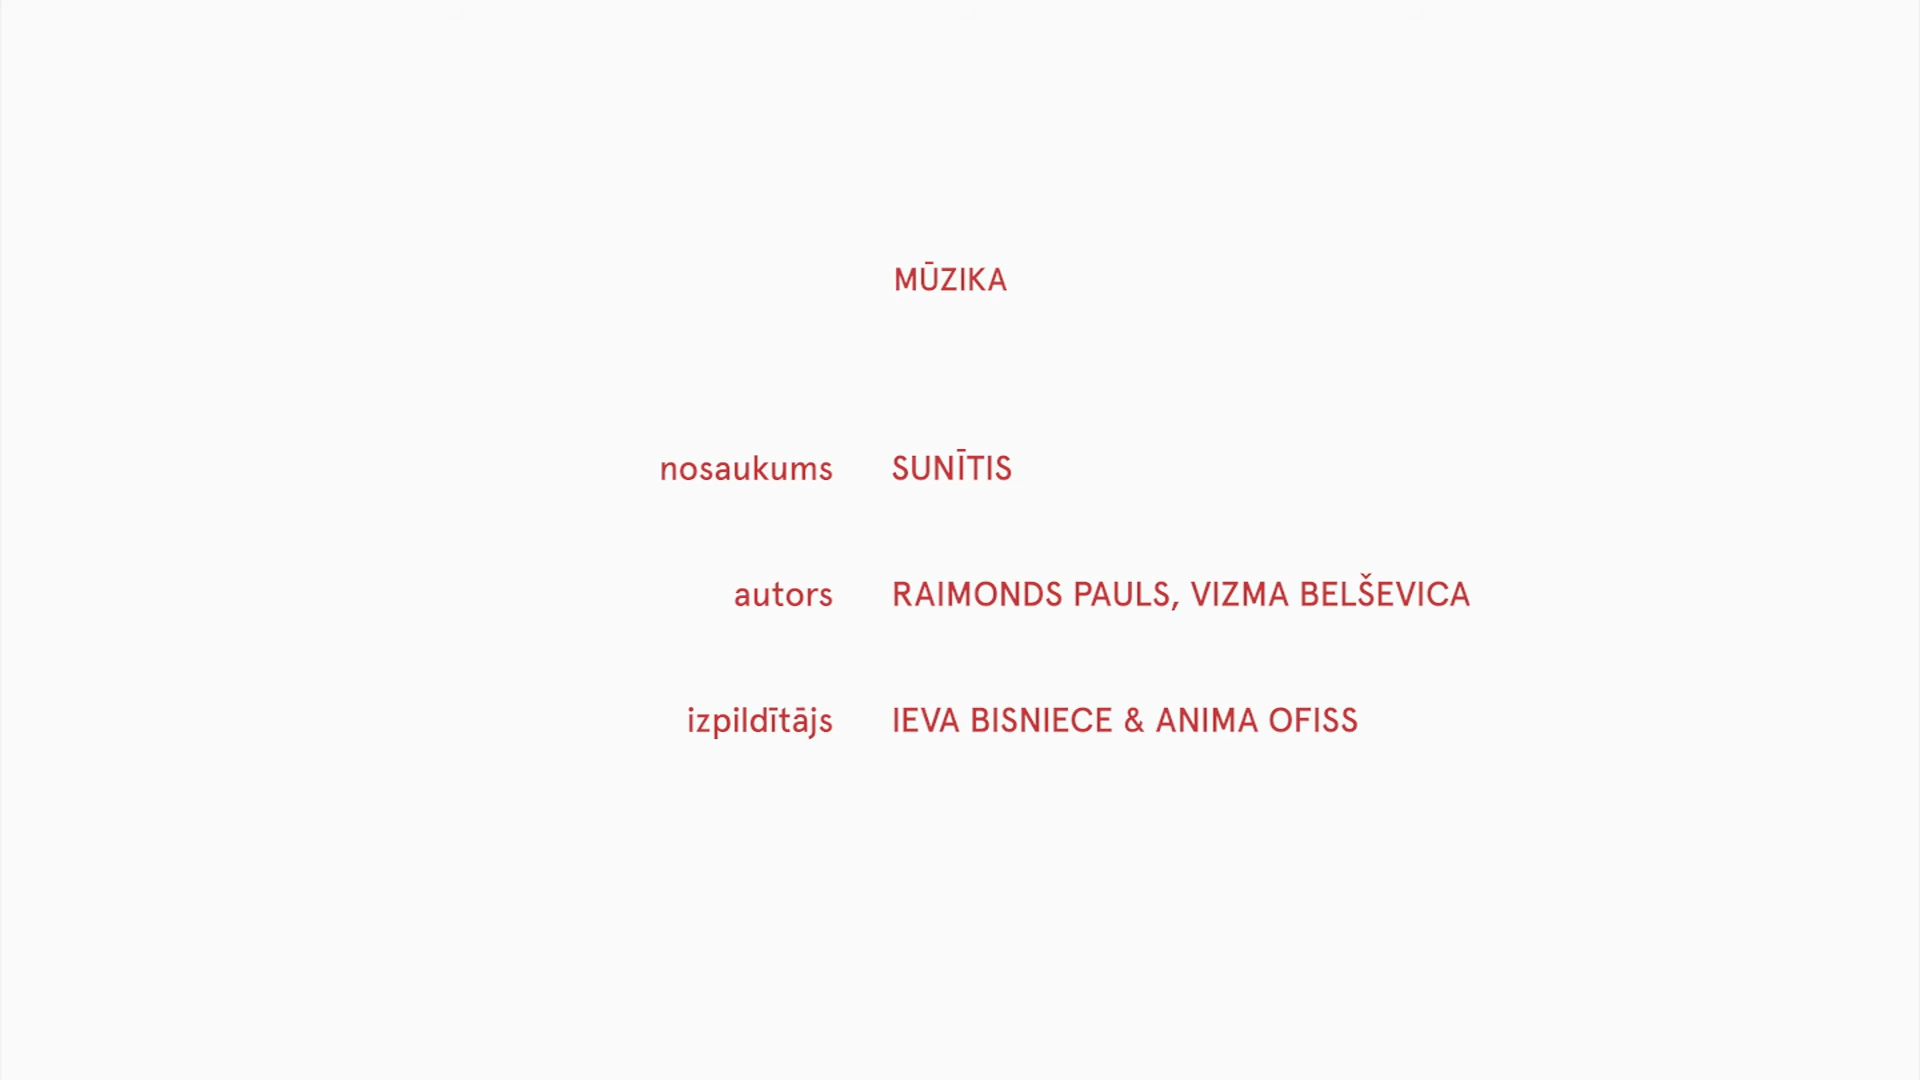 MŪZIKA
nosaukums SUNĪTIS
autors RAIMONDS PAULS, VIZMA BELŠEVICA
izpildītājs IEVA BISNIECE & ANIMA OFISS